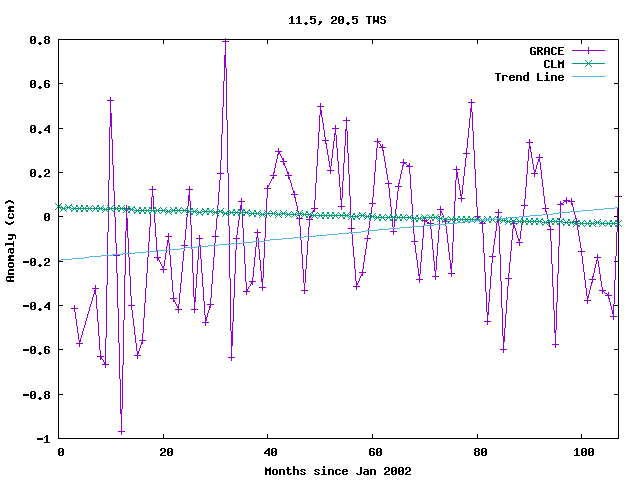 11.5, 20.5 TWS
GRACE
CLM
Trend Line
0.8
0.6
0.4
0.2
0
-0.2
-0.4
-0.6
-0.8
-1
Anomaly (cm)
0 20 40 60 80 100
Months since Jan 2002